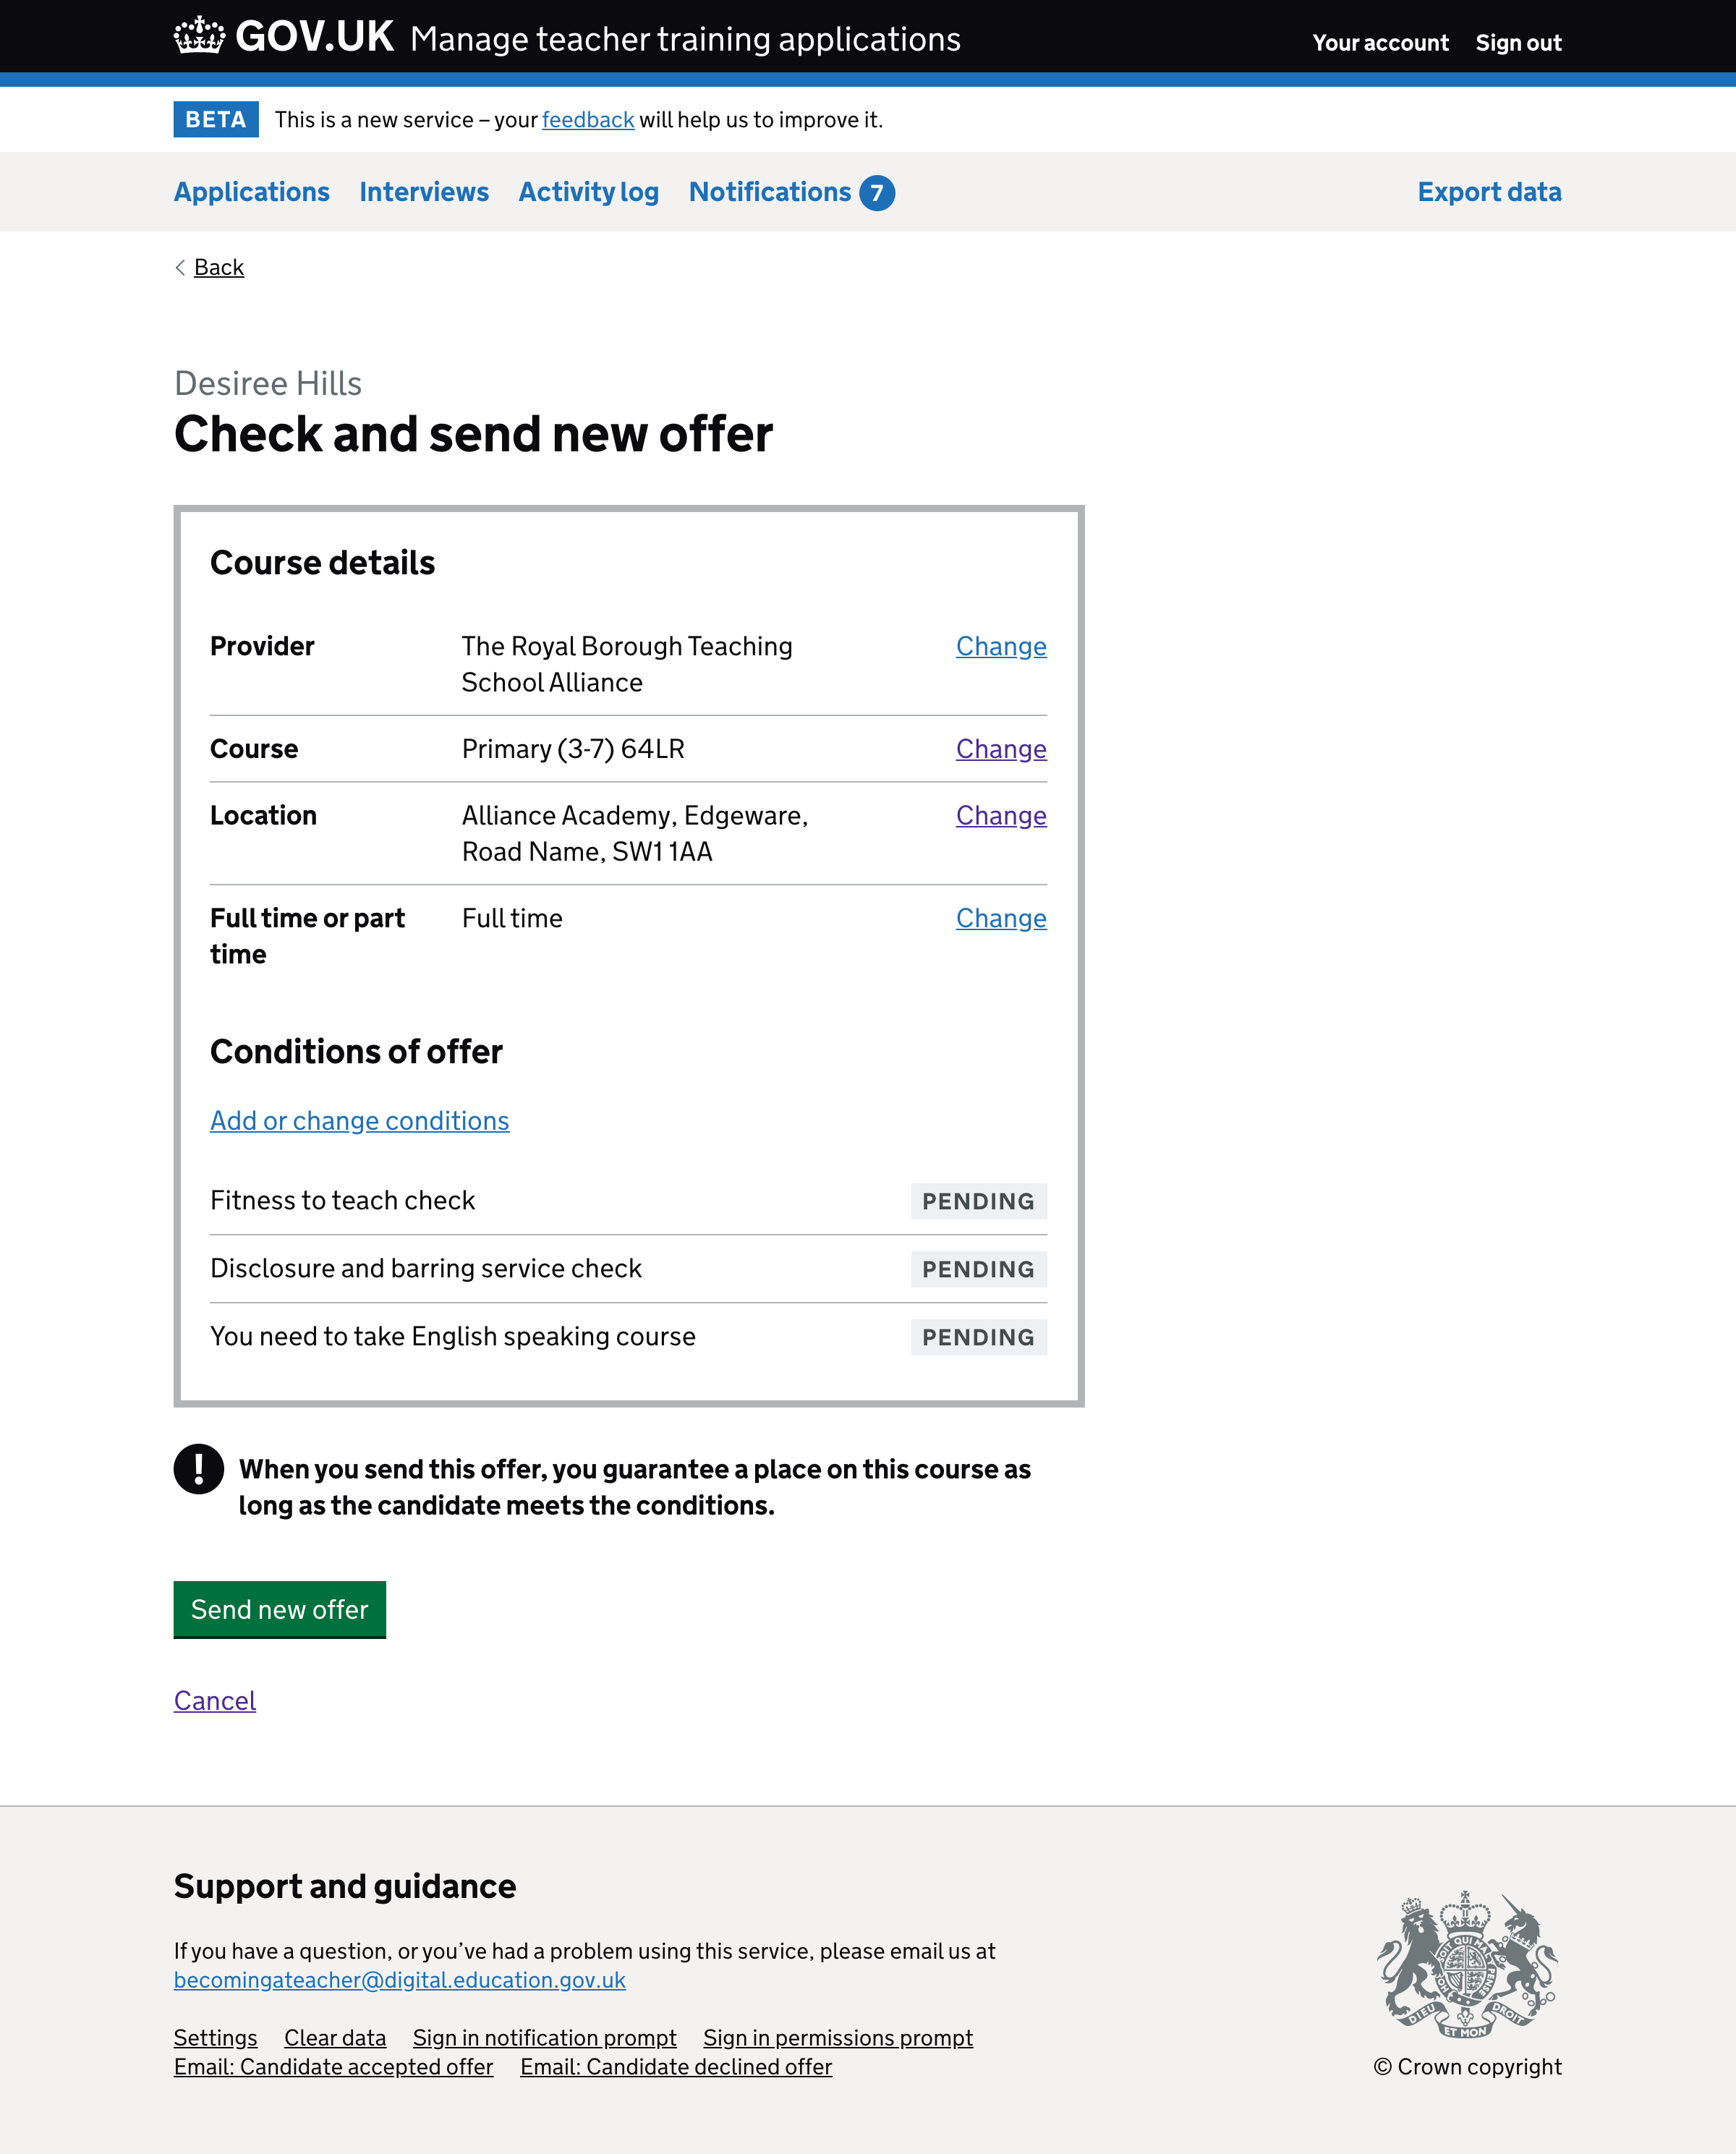 GOV.UK Manage teacher training applications Your account Sign out
BETA This is a new service – your feedback will help us to improve it.
Applications Interviews Activity log Notifications 7 Export data
Back
Desiree Hills
Check and send new offer
Course details
Provider The Royal Borough Teaching Change
School Alliance
Course Primary (3-7) 64LR Change
Location Alliance Academy, Edgeware, Change
Road Name, SW1 1AA
Full time or part Full time Change
time
Conditions of offer
Add or change conditions
Fitness to teach check PENDING
Disclosure and barring service check PENDING
You need to take English speaking course PENDING
! When you send this offer, you guarantee a place on this course as
long as the candidate meets the conditions.
Send new offer
Cancel
Support and guidance
If you have a question, or you’ve had a problem using this service, please email us at
becomingateacher@digital.education.gov.uk
Settings Clear data Sign in notification prompt Sign in permissions prompt
Email: Candidate accepted offer Email: Candidate declined offer
DIEU ET MON DROIT
© Crown copyright